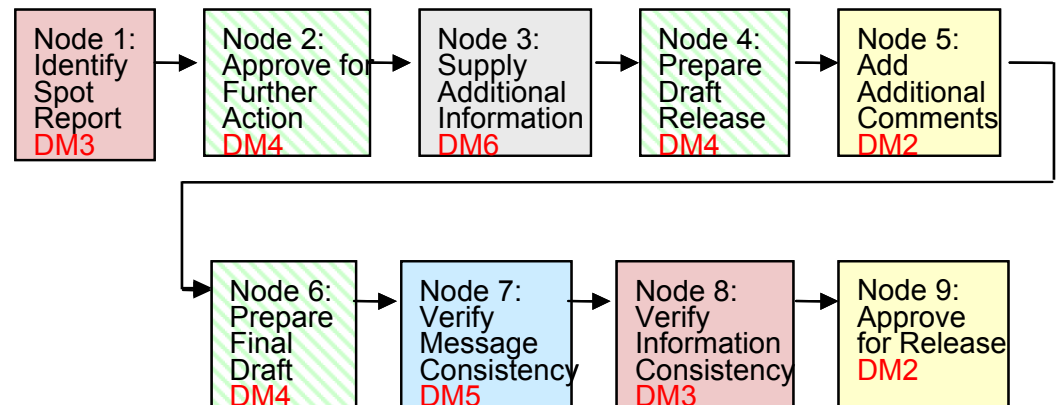 Node 1:
Identify
Spot
Report
DM3
Node 2:
Approve for
Further
Action
DM4
Node 3:
Supply
Additional
Information
DM6
Node 4:
Prepare
Draft
Release
DM4
Node 5:
Add
Additional
Comments
DM2
Node 6:
Prepare
Final
Draft
DM4
Node 7:
Verify
Message
Consistency
DM5
Node 8:
Verify
Information
Consistency
DM3
Node 9:
Approve
for Release
DM2